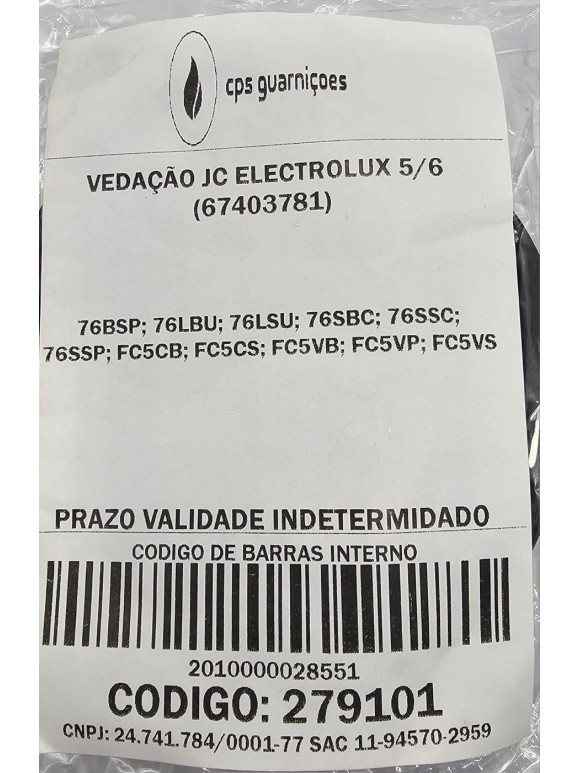 cps guarniçoes
VEDAÇÃO JC ELECTROLUX 5/6
(67403781)
76BSP; 76LBU; 76LSU; 76SBC; 76SSC;
76SSP; FC5CB; FC5CS; FC5VB; FC5VP; FC5VS
PRAZO VALIDADE INDETERMIDADO
CODIGO DE BARRAS INTERNO
2010000028551
CODIGO: 279101
CNPJ: 24.741.784/0001-77 SAC 11-94570-2959